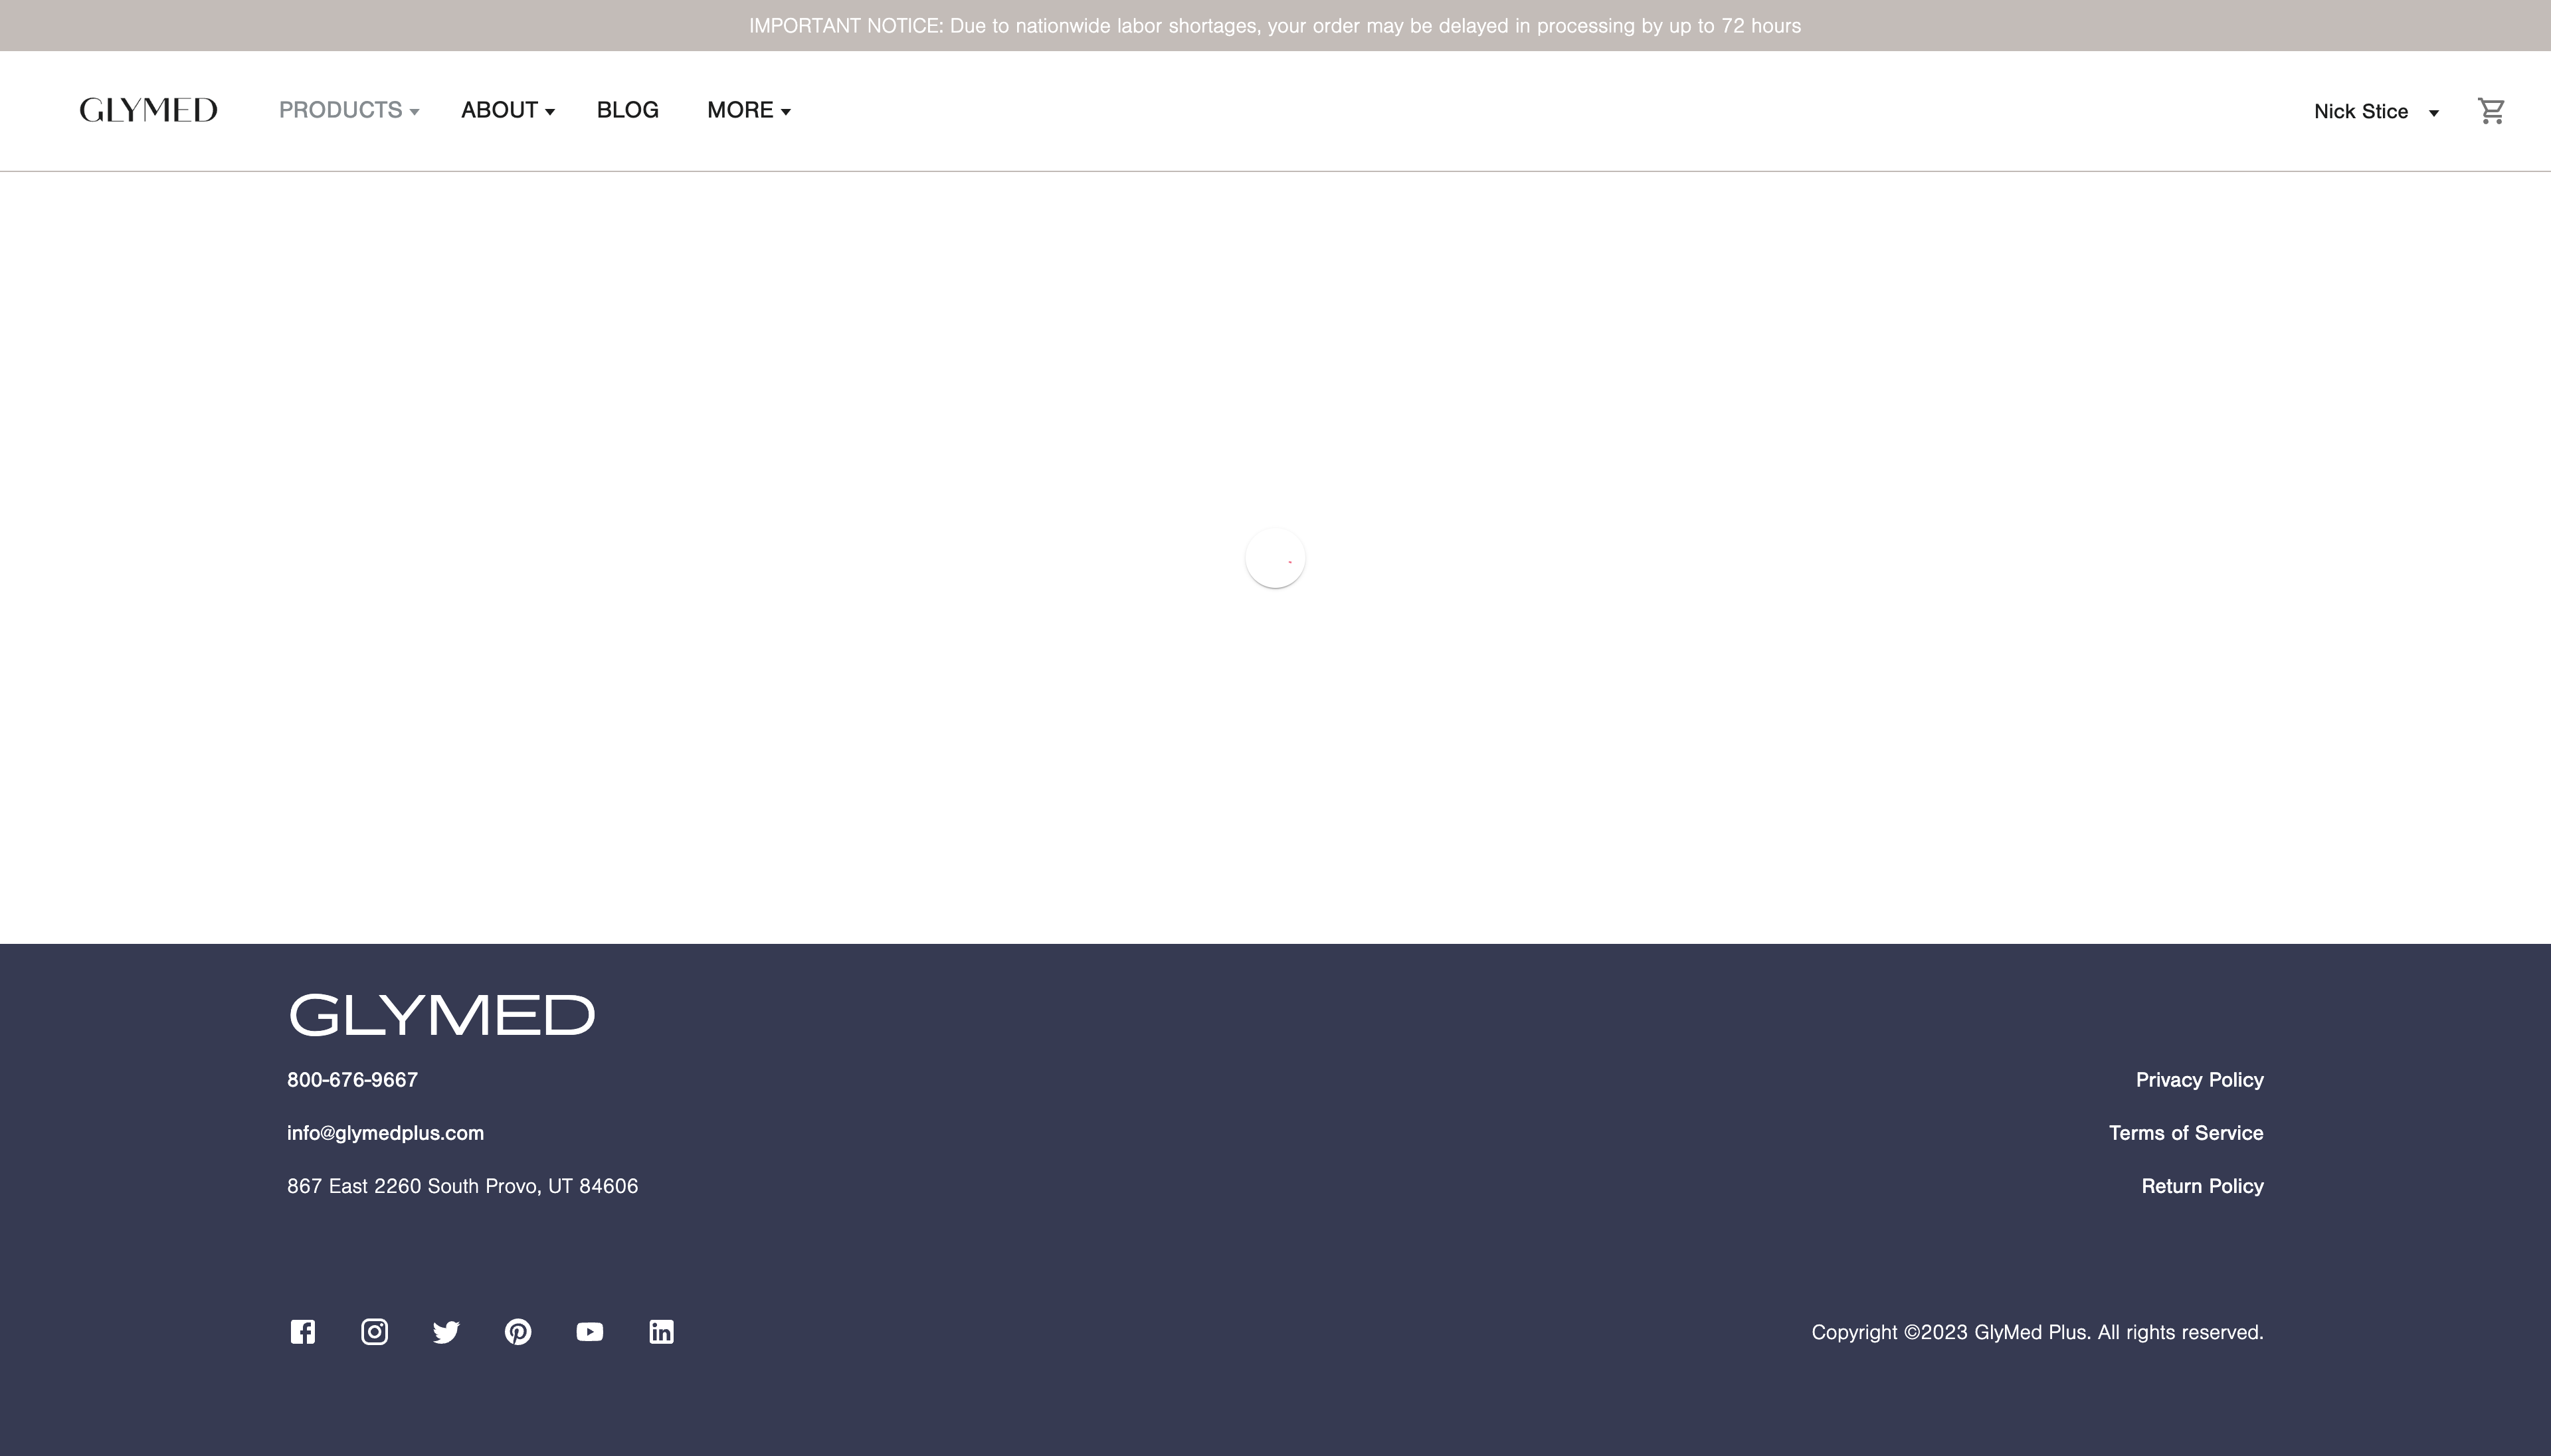 IMPORTANT NOTICE: Due to nationwide labor shortages, your order may be delayed in processing by up to 72 hours
GLYMED PRODUCTS ABOUT BLOG MORE Nick Stice
GLYMED
800-676-9667 Privacy Policy
info@glymedplus.com Terms of Service
867 East 2260 South Provo, UT 84606 Return Policy
Copyright ©2023 GlyMed Plus. All rights reserved.